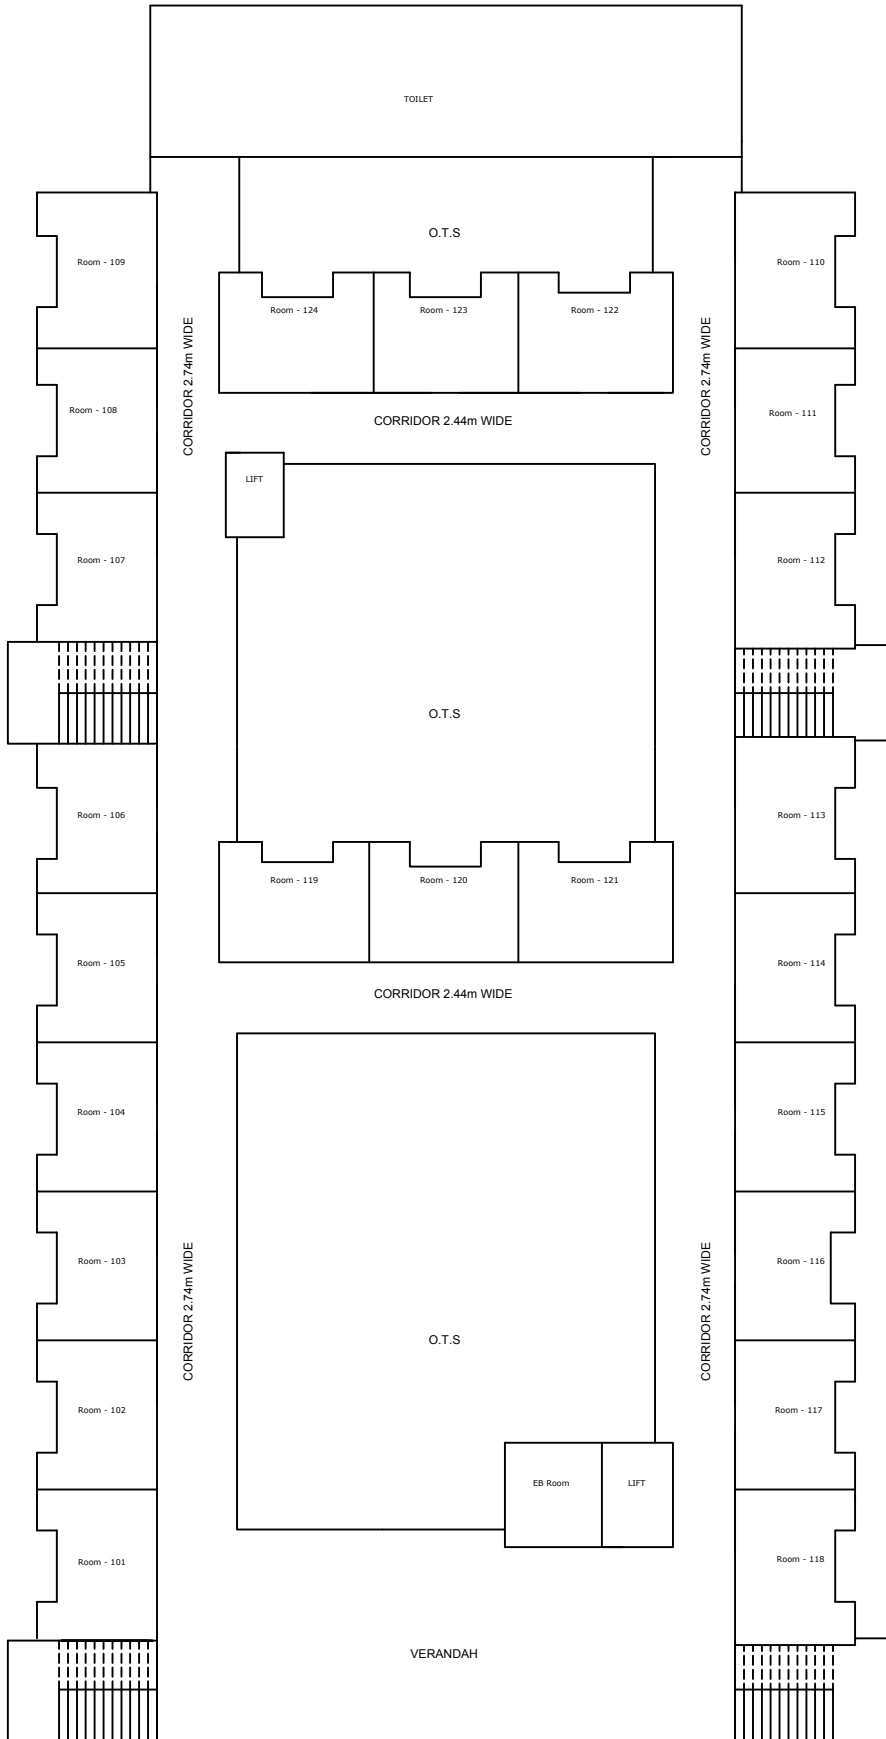 TOILET
O.T.S
Room - 109
Room - 110
Room - 124
Room - 123
Room - 122
CORRIDOR 2.74m WIDE
CORRIDOR 2.74m WIDE
Room - 108
Room - 111
CORRIDOR 2.44m WIDE
LIFT
Room - 107
Room - 112
O.T.S
Room - 106
Room - 113
Room - 119
Room - 120
Room - 121
Room - 105
Room - 114
CORRIDOR 2.44m WIDE
Room - 104
Room - 115
Room - 103
Room - 116
CORRIDOR 2.74m WIDE
CORRIDOR 2.74m WIDE
O.T.S
Room - 102
Room - 117
EB Room
LIFT
Room - 101
Room - 118
VERANDAH